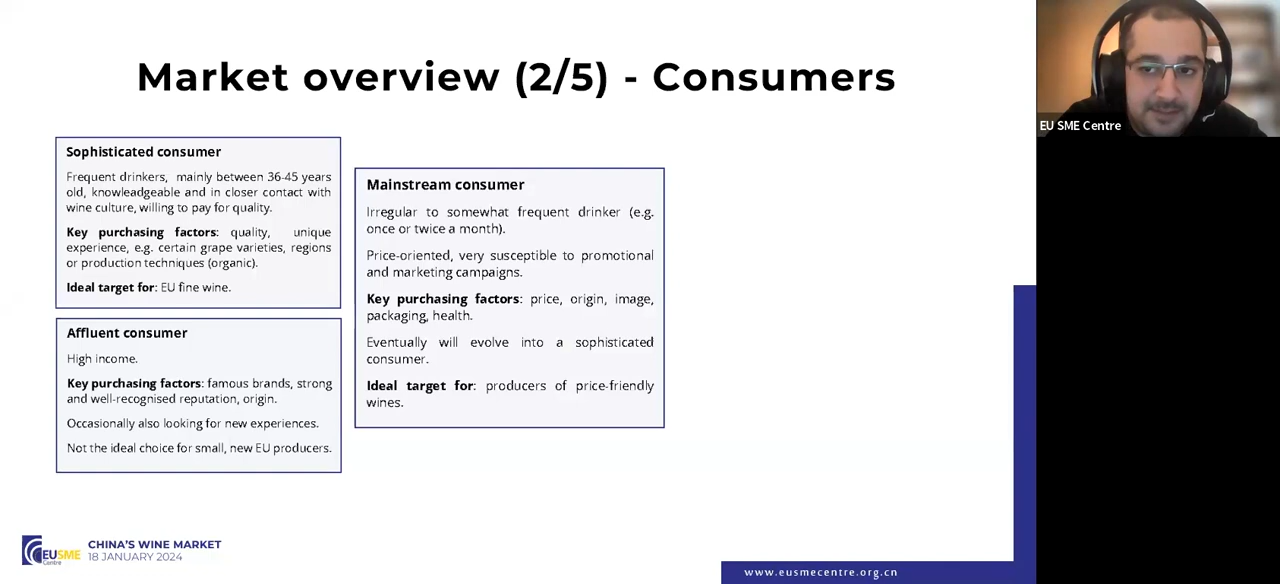 Market overview (2/5) - Consumers
Sophisticated consumer
Frequent drinkers, mainly between 36-45 years
old, knowleadgeable and in closer contact with
wine culture, willing to pay for quality.
Key purchasing factors: quality, unique
experience, e.g. certain grape varieties, regions
or production techniques (organic).
Ideal target for: EU fine wine.
Affluent consumer
High income.
Key purchasing factors: famous brands, strong
and well-recognised reputation, origin.
Occasionally also looking for new experiences.
Not the ideal choice for small, new EU producers.
Mainstream consumer
Irregular to somewhat frequent drinker (e.g.
once or twice a month).
Price-oriented, very susceptible to promotional
and marketing campaigns.
Key purchasing factors: price, origin, image,
packaging, health.
Eventually will evolve into a sophisticated
consumer.
Ideal target for: producers of price-friendly
wines.
EU SME Centre
EUSME
Centre
CHINA'S WINE MARKET
18 JANUARY 2024
www.eusmecentre.org.cn